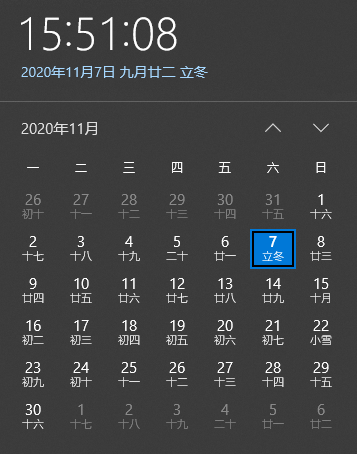 15:51:08
2020年11月7日 九月廿二 立冬
2020年11月
一 二 三 四 五 六 日
26 27 28 29 30 31 1
初十 十一 十二 十三 十四 十五 十六
2 3 4 5 6 7 8
十七 十八 十九 二十 廿一 立冬 廿三
9 10 11 12 13 14 15
廿四 廿五 廿六 廿七 廿八 廿九 十月
16 17 18 19 20 21 22
初二 初三 初四 初五 初六 初七 小雪
23 24 25 26 27 28 29
初九 初十 十一 十二 十三 十四 十五
30 1 2 3 4 5 6
十六 十七 十八 十九 二十 廿一 廿二